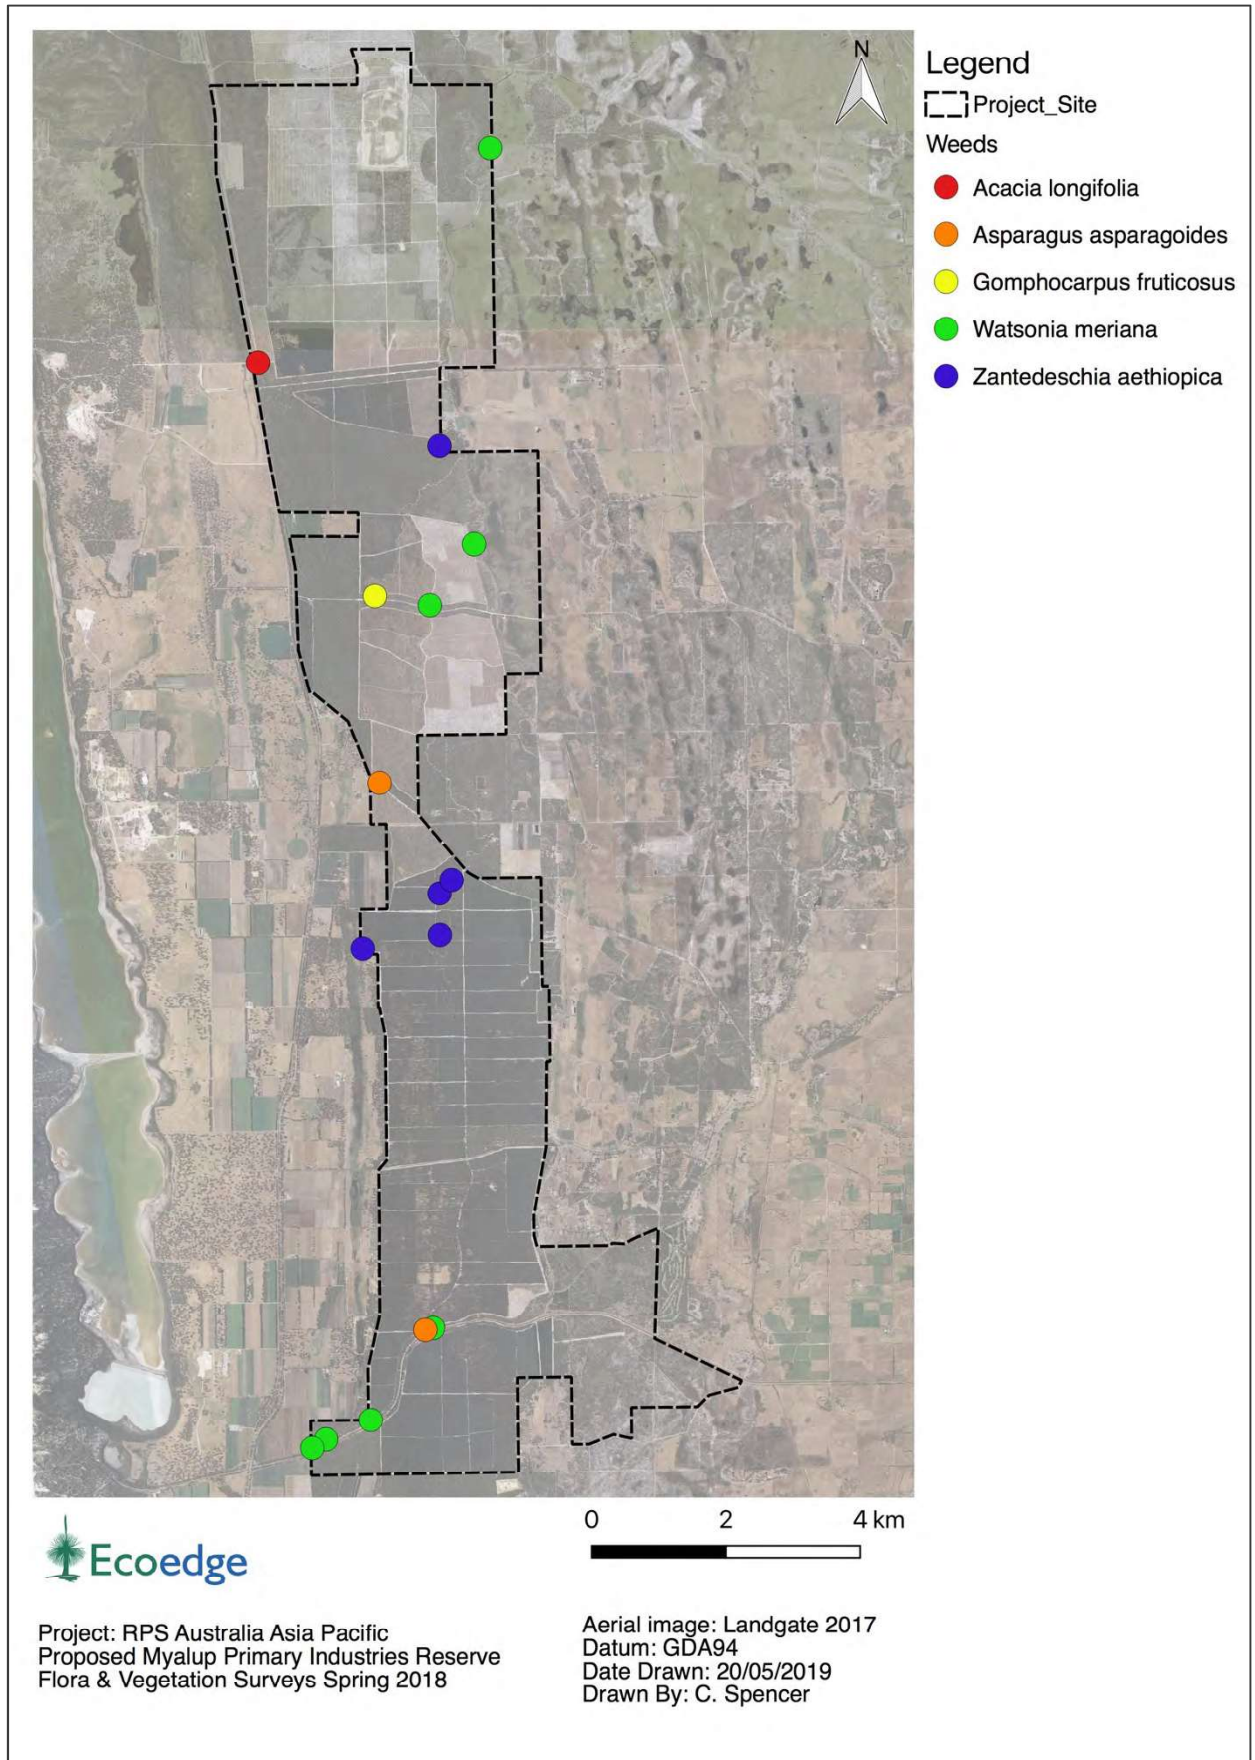 N
Legend
Project_Site
Weeds
Acacia longifolia
Asparagus asparagoides
Gomphocarpus fruticosus
Watsonia meriana
Zantedeschia aethiopica
0 2 4 km
Ecoedge
Project: RPS Australia Asia Pacific
Proposed Myalup Primary Industries Reserve
Flora & Vegetation Surveys Spring 2018
Aerial image: Landgate 2017
Datum: GDA94
Date Drawn: 20/05/2019
Drawn By: C. Spencer